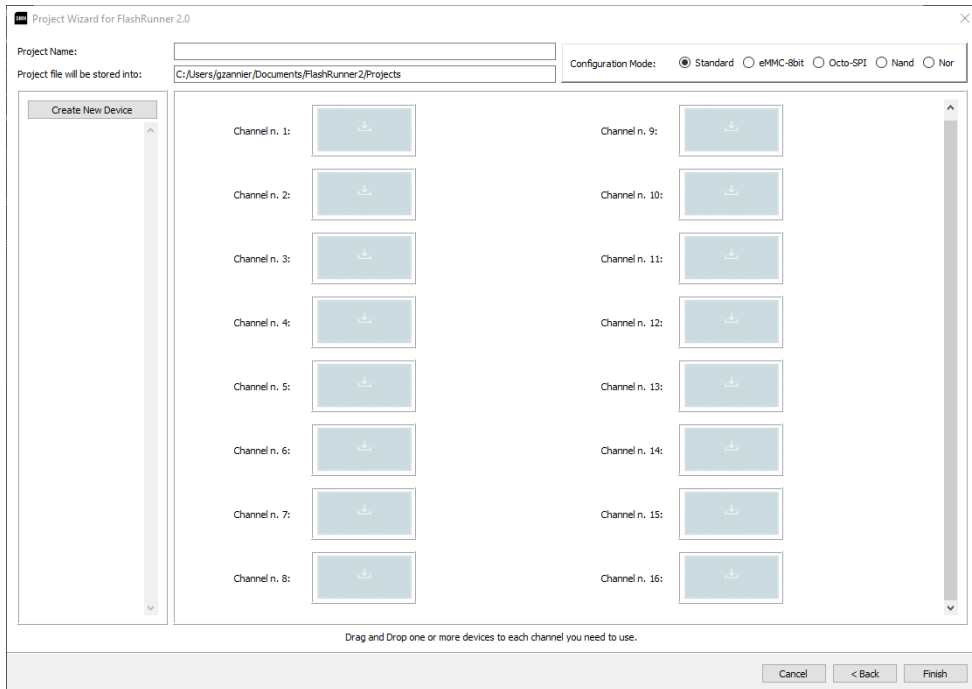 SMH Project Wizard for FlashRunner 2.0
Project Name:
Project file will be stored into: C:/Users/gzannier/Documents/FlashRunner2/Projects
Configuration Mode: Standard eMMC-8bit Octo-SPI Nand Nor
Create New Device
Channel n. 1: Channel n. 9:
Channel n. 2: Channel n. 10:
Channel n. 3: Channel n. 11:
Channel n. 4: Channel n. 12:
Channel n. 5: Channel n. 13:
Channel n. 6: Channel n. 14:
Channel n. 7: Channel n. 15:
Channel n. 8: Channel n. 16:
Drag and Drop one or more devices to each channel you need to use.
Cancel < Back Finish